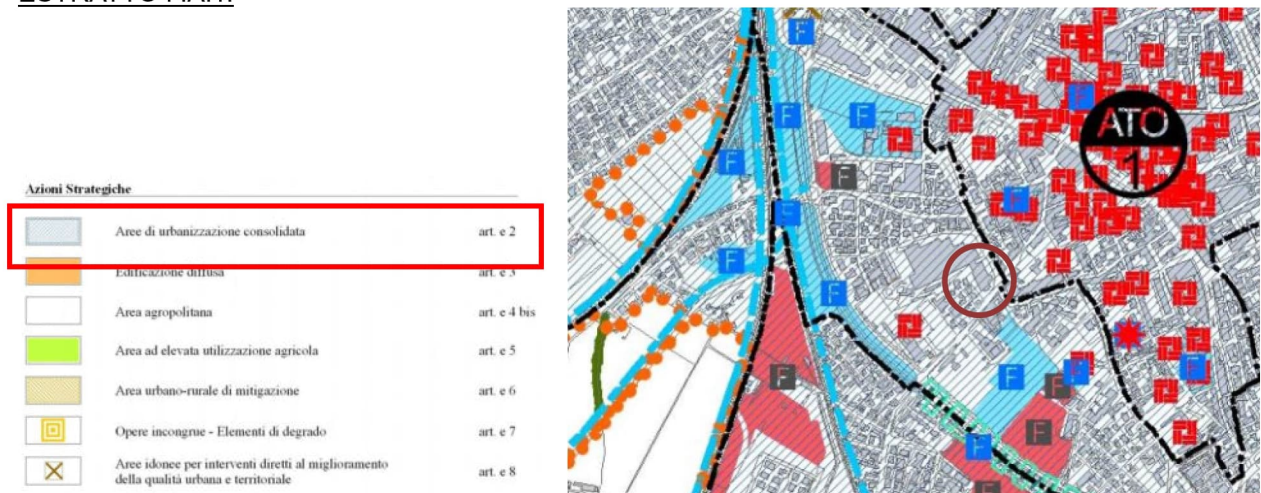 Azioni Strategiche
Aree di urbanizzazione consolidata art. e 2
Edificazione diffusa art. e 3
Area agropolitana art. e 4 bis
Area ad elevata utilizzazione agricola art. e 5
Area urbano-rurale di mitigazione art. e 6
Opere incongrue - Elementi di degrado art. e 7
Aree idonee per interventi diretti al miglioramento
della qualità urbana e territoriale art. e 8
F
F
F
F
F
F
F
F
F
F
ATO
1
F
F
F
F
F
F
F
F
F